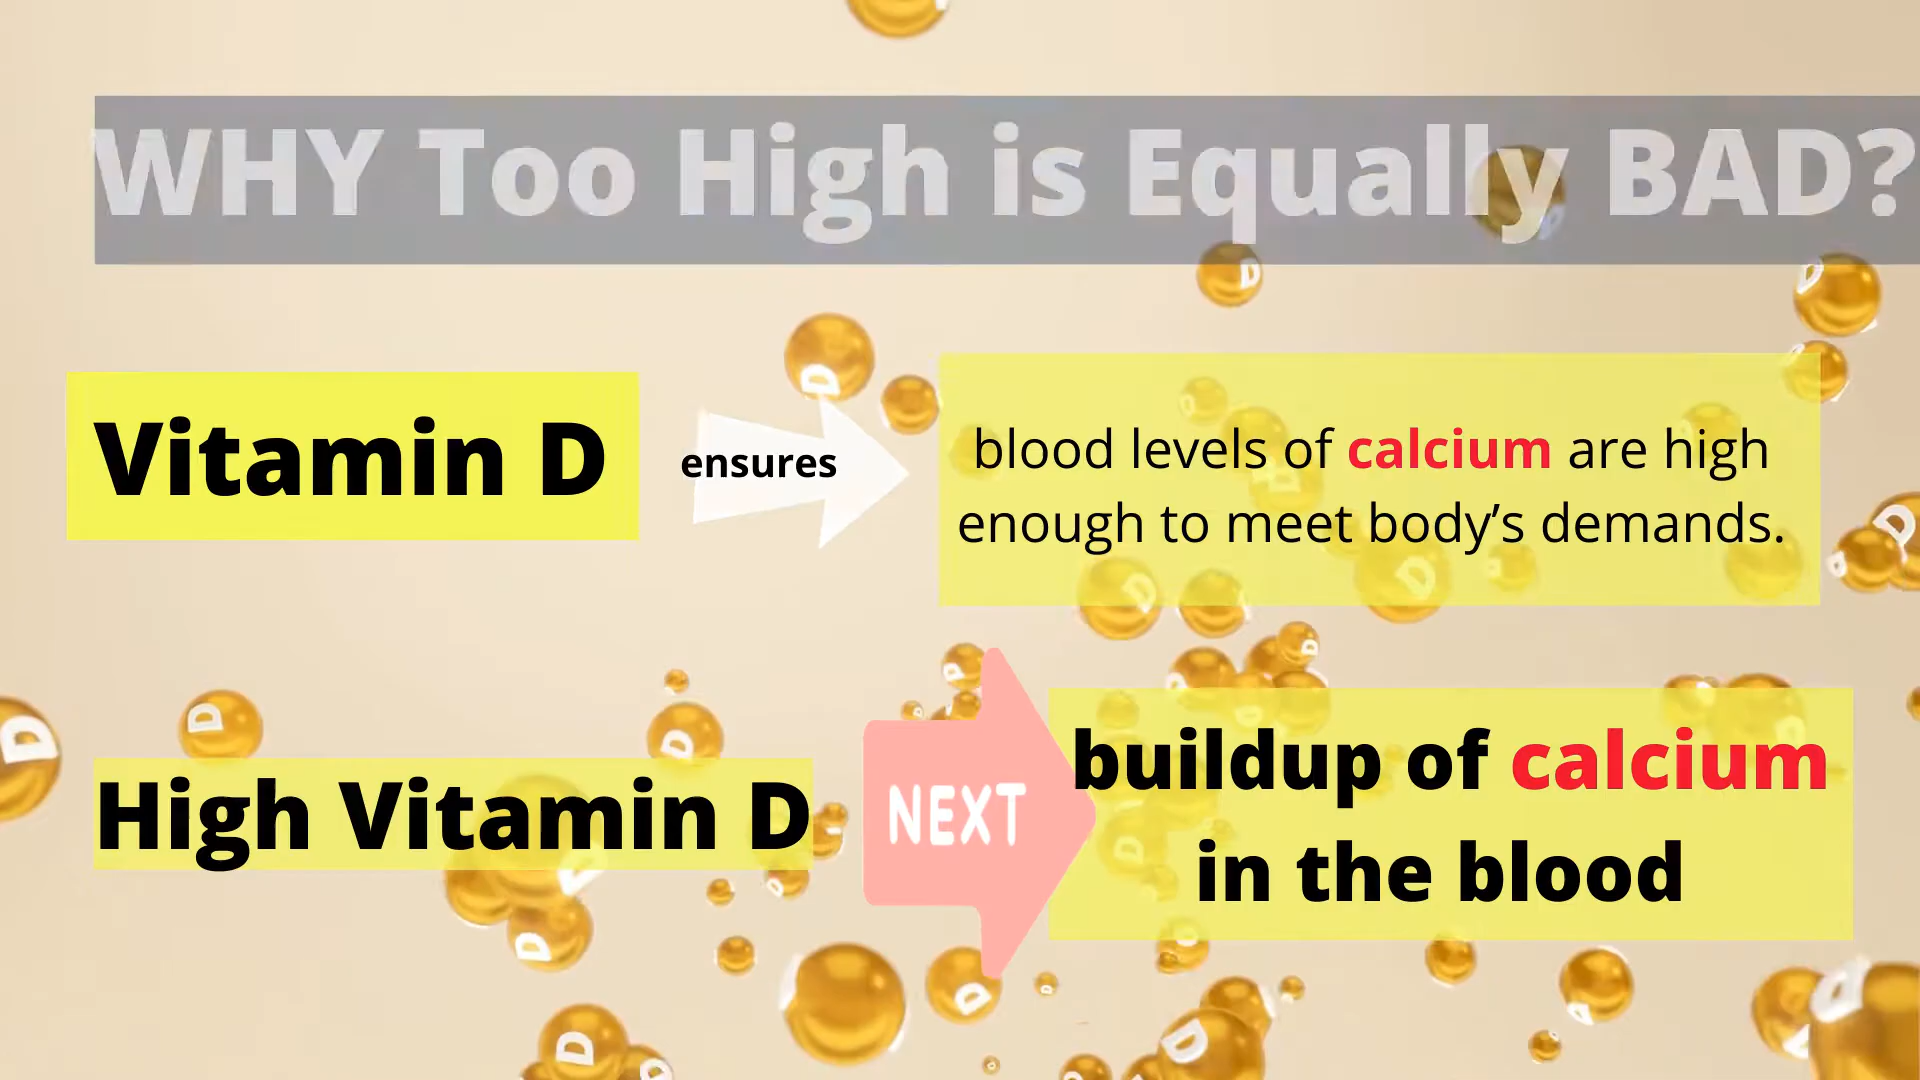 WHY Too High is Equally BAD?
Vitamin D
ensures
blood levels of calcium are high
enough to meet body’s demands.
High Vitamin D
NEXT
buildup of calcium
in the blood